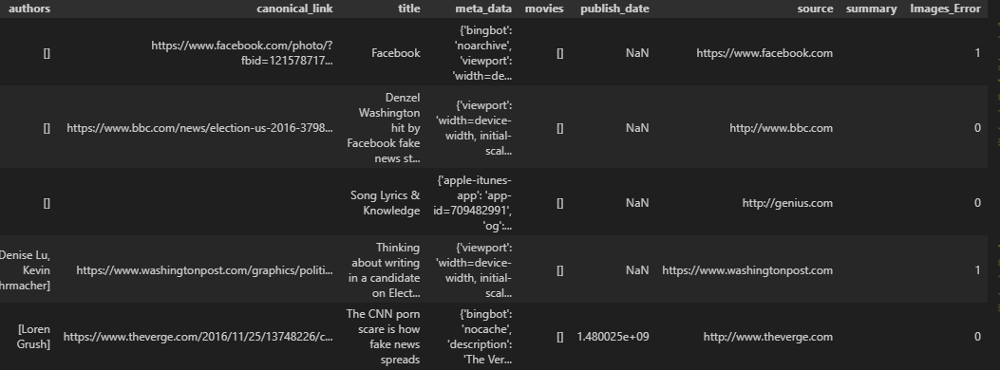 authors canonical_link title meta_data movies publish_date source summary Images_Error
{'bingbot':
https://www.facebook.com/photo/? 'noarchive',
[] Facebook [] NaN https://www.facebook.com 1
fbid=121578717... 'viewport':
'width=de...
Denzel
Washington {'viewport':
[] https://www.bbc.com/news/election-us-2016-3798... hit by 'width=device- [] NaN http://www.bbc.com 0
Facebook fake width, initial-
news st... scal...
{'apple-itunes-
[] Song Lyrics & app': 'app- [] NaN http://genius.com 0
Knowledge id=709482991',
'og':...
Denise Lu, Thinking {'viewport':
Kevin https://www.washingtonpost.com/graphics/politi... about writing 'width=device- [] NaN https://www.washingtonpost.com 1
hrmacher] in a candidate width, initial-
on Elect... scal...
The CNN porn {'bingbot':
[Loren https://www.theverge.com/2016/11/25/13748226/c... scare is how 'nocache', [] 1.480025e+09 http://www.theverge.com 0
Grush] fake news 'description':
spreads 'The Ver...